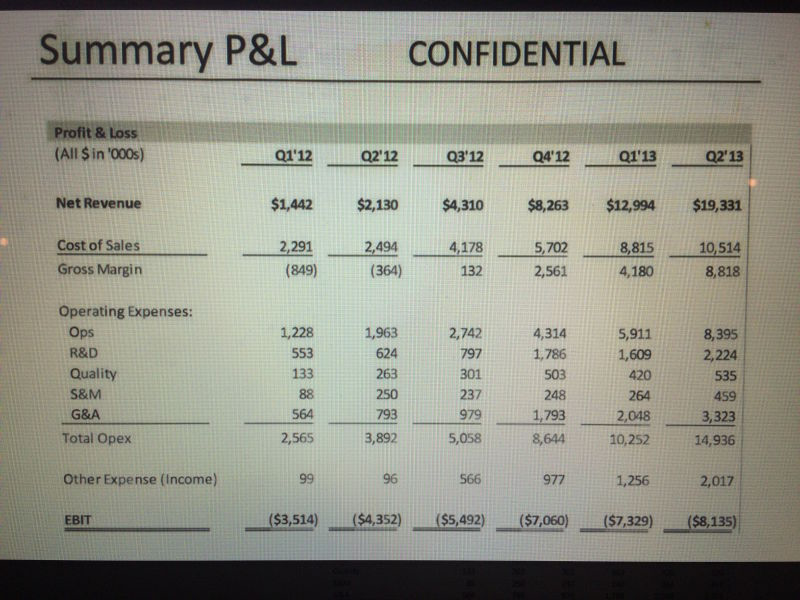 Summary P&L CONFIDENTIAL
Profit & Loss
(All $ in '000s) Q1'12 Q2'12 Q3'12 Q4'12 Q1'13 Q2'13
Net Revenue $1,442 $2,130 $4,310 $8,263 $12,994 $19,331
Cost of Sales 2,291 2,494 4,178 5,702 8,815 10,514
Gross Margin (849) (364) 132 2,561 4,180 8,818
Operating Expenses:
Ops 1,228 1,963 2,742 4,314 5,911 8,395
R&D 553 624 797 1,786 1,609 2,224
Quality 133 263 301 503 420 535
S&M 88 250 237 248 264 459
G&A 564 793 979 1,793 2,048 3,323
Total Opex 2,565 3,892 5,058 8,644 10,252 14,936
Other Expense (Income) 99 96 566 977 1,256 2,017
EBIT ($3,514) ($4,352) ($5,492) ($7,060) ($7,329) ($8,135)